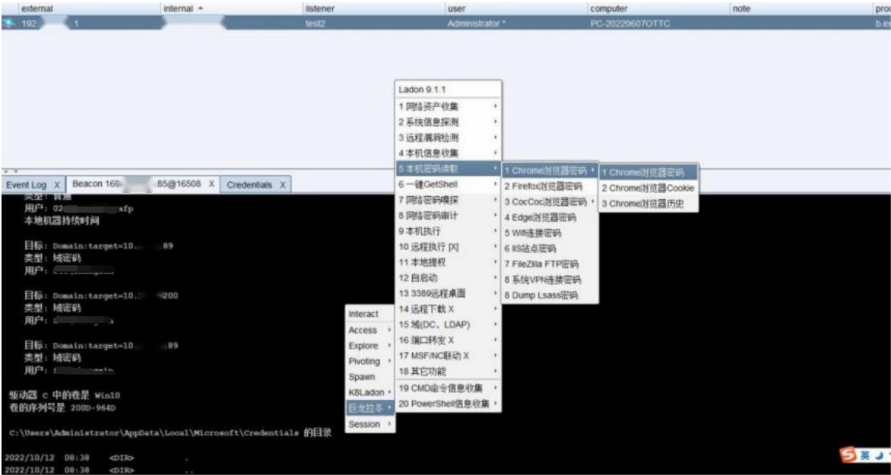 external internal listener user computer note
192 1 test2 Administrator * PC-20220607OTTC
Ladon 9.1.1
1 网络资产收集
2 系统信息探测
3 远程漏洞检测
4 本机信息收集
5 本机密码读取
6 一键GetShell
7 网络密码嗅探
8 网络密码审计
9 本机执行
10 远程执行 [X]
11 本地提权
12 自启动
13 3389远程桌面
14 远程下载 X
15 域(DC、LDAP)
16 端口转发 X
17 MSF/NC联动 X
18 其它功能
19 CMD命令信息收集
20 PowerShell信息收集
1 Chrome浏览器密码
2 Firefox浏览器密码
3 CocCoc浏览器密码
4 Edge浏览器密码
5 Wifi连接密码
6 IIS站点密码
7 FileZilla FTP密码
8 系统VPN连接密码
8 Dump Lsass密码
1 Chrome浏览器密码
2 Chrome浏览器Cookie
3 Chrome浏览器历史
Interact
Access
Explore
Pivoting
Spawn
K8Ladon
巨龙拉冬
Session
Event Log X Beacon 169 .85@16508 X Credentials X
类型: 普通
用户: 02 afp
本地机器持续时间
目标: Domain:target=10. 89
类型: 域密码
用户:
目标: Domain:target=10. 200
类型: 域密码
用户:
目标: Domain:target=10. 89
类型: 域密码
用户:
驱动器 C 中的卷是 Win10
卷的序列号是 200D-964D
C:\Users\Administrator\AppData\Local\Microsoft\Credentials 的目录
2022/10/12 08:38 <DIR> .
2022/10/12 08:38 <DIR> ..
英